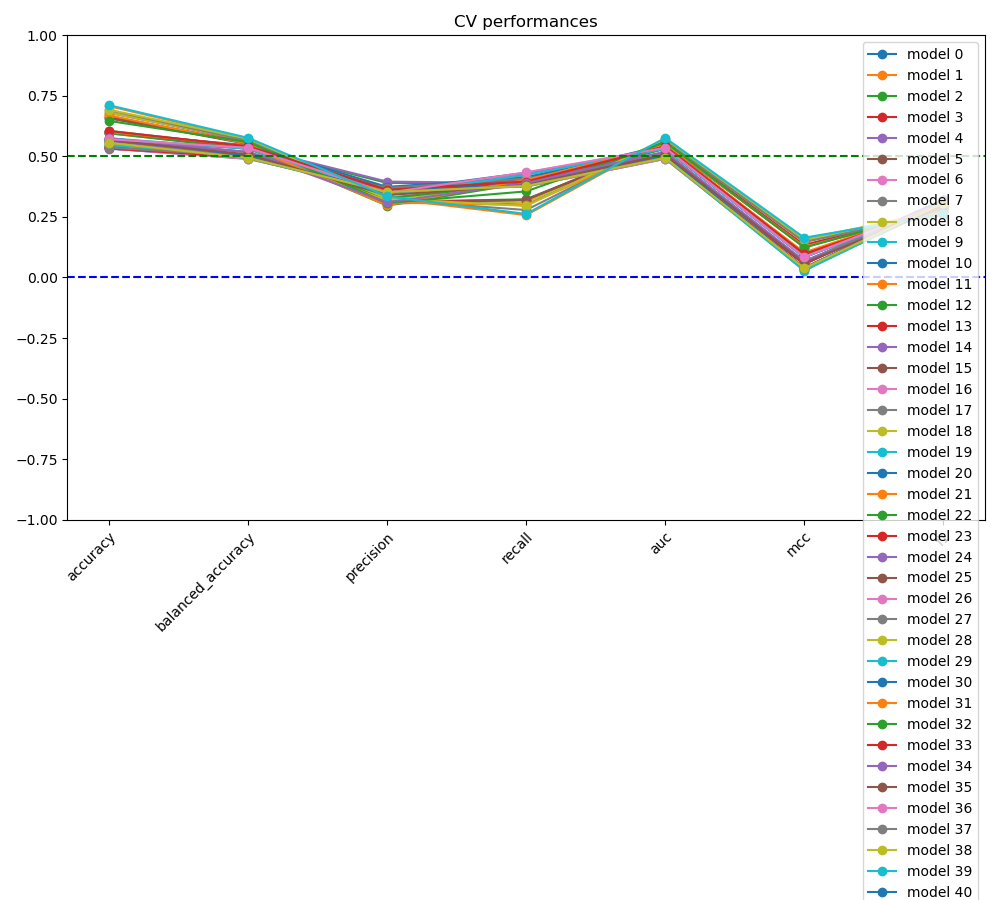 CV performances
1.00
0.75
0.50
0.25
0.00
−0.25
−0.50
−0.75
−1.00
accuracy
balanced_accuracy
precision
recall
auc
mcc
model 0
model 1
model 2
model 3
model 4
model 5
model 6
model 7
model 8
model 9
model 10
model 11
model 12
model 13
model 14
model 15
model 16
model 17
model 18
model 19
model 20
model 21
model 22
model 23
model 24
model 25
model 26
model 27
model 28
model 29
model 30
model 31
model 32
model 33
model 34
model 35
model 36
model 37
model 38
model 39
model 40